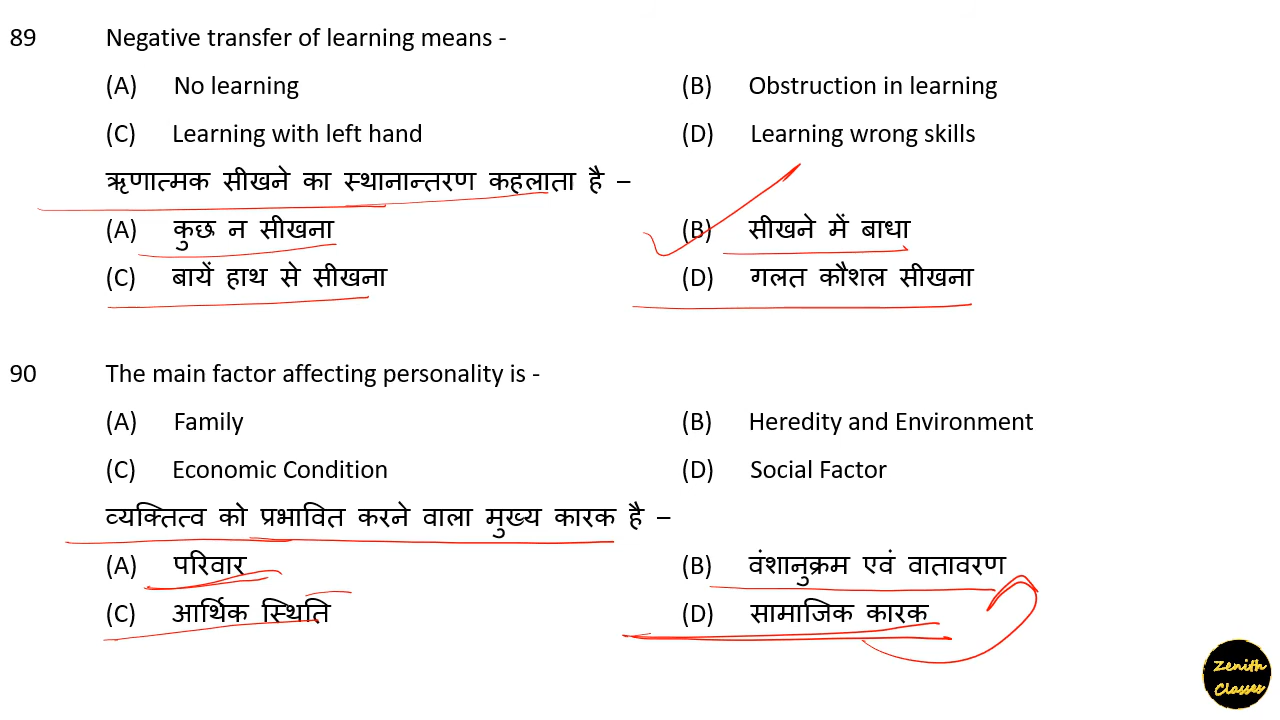 89 Negative transfer of learning means -
(A) No learning (B) Obstruction in learning
(C) Learning with left hand (D) Learning wrong skills
ऋणात्मक सीखने का स्थानान्तरण कहलाता है –
(A) कुछ न सीखना (B) सीखने में बाधा
(C) बायें हाथ से सीखना (D) गलत कौशल सीखना
90 The main factor affecting personality is -
(A) Family (B) Heredity and Environment
(C) Economic Condition (D) Social Factor
व्यक्तित्व को प्रभावित करने वाला मुख्य कारक है –
(A) परिवार (B) वंशानुक्रम एवं वातावरण
(C) आर्थिक स्थिति (D) सामाजिक कारक
Zenith
Classes